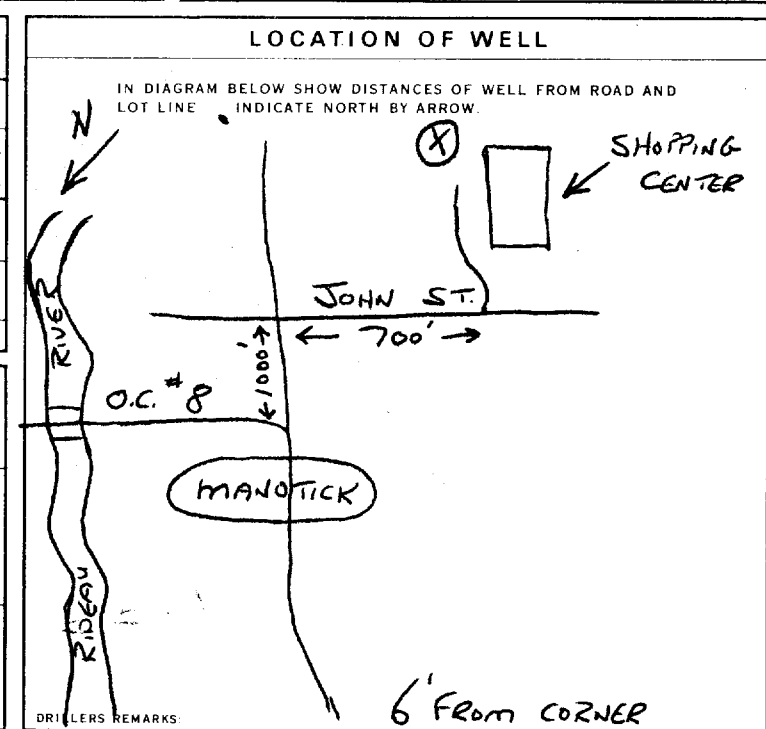 LOCATION OF WELL
IN DIAGRAM BELOW SHOW DISTANCES OF WELL FROM ROAD AND
LOT LINE INDICATE NORTH BY ARROW.
N
X
SHOPPING
CENTER
JOHN ST.
700'
1000'
RIVER
O.C. #8
MANOTICK
RIDEAU
6' FROM CORNER
DRILLERS REMARKS: